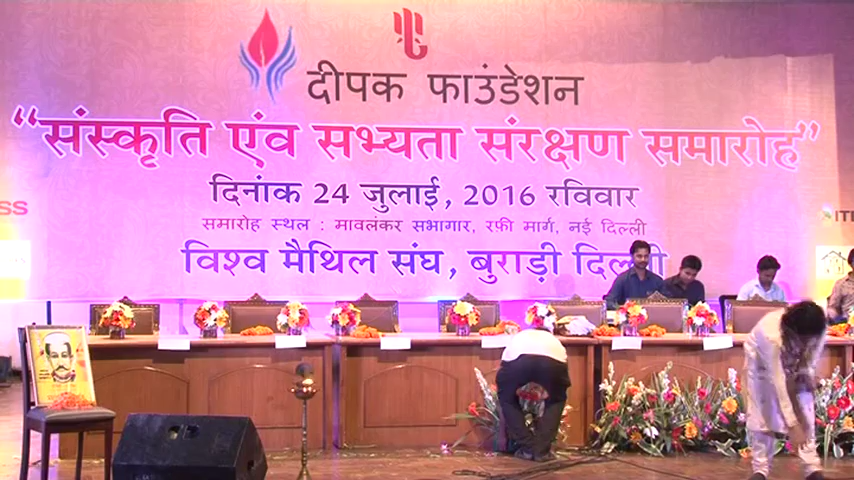 दीपक फाउंडेशन
"संस्कृति एंव सभ्यता संरक्षण समारोह"
दिनांक 24 जुलाई, 2016 रविवार
समारोह स्थल : मावलंकर सभागार, रफ़ी मार्ग, नई दिल्ली
विश्व मैथिल संघ, बुराड़ी दिल्ली